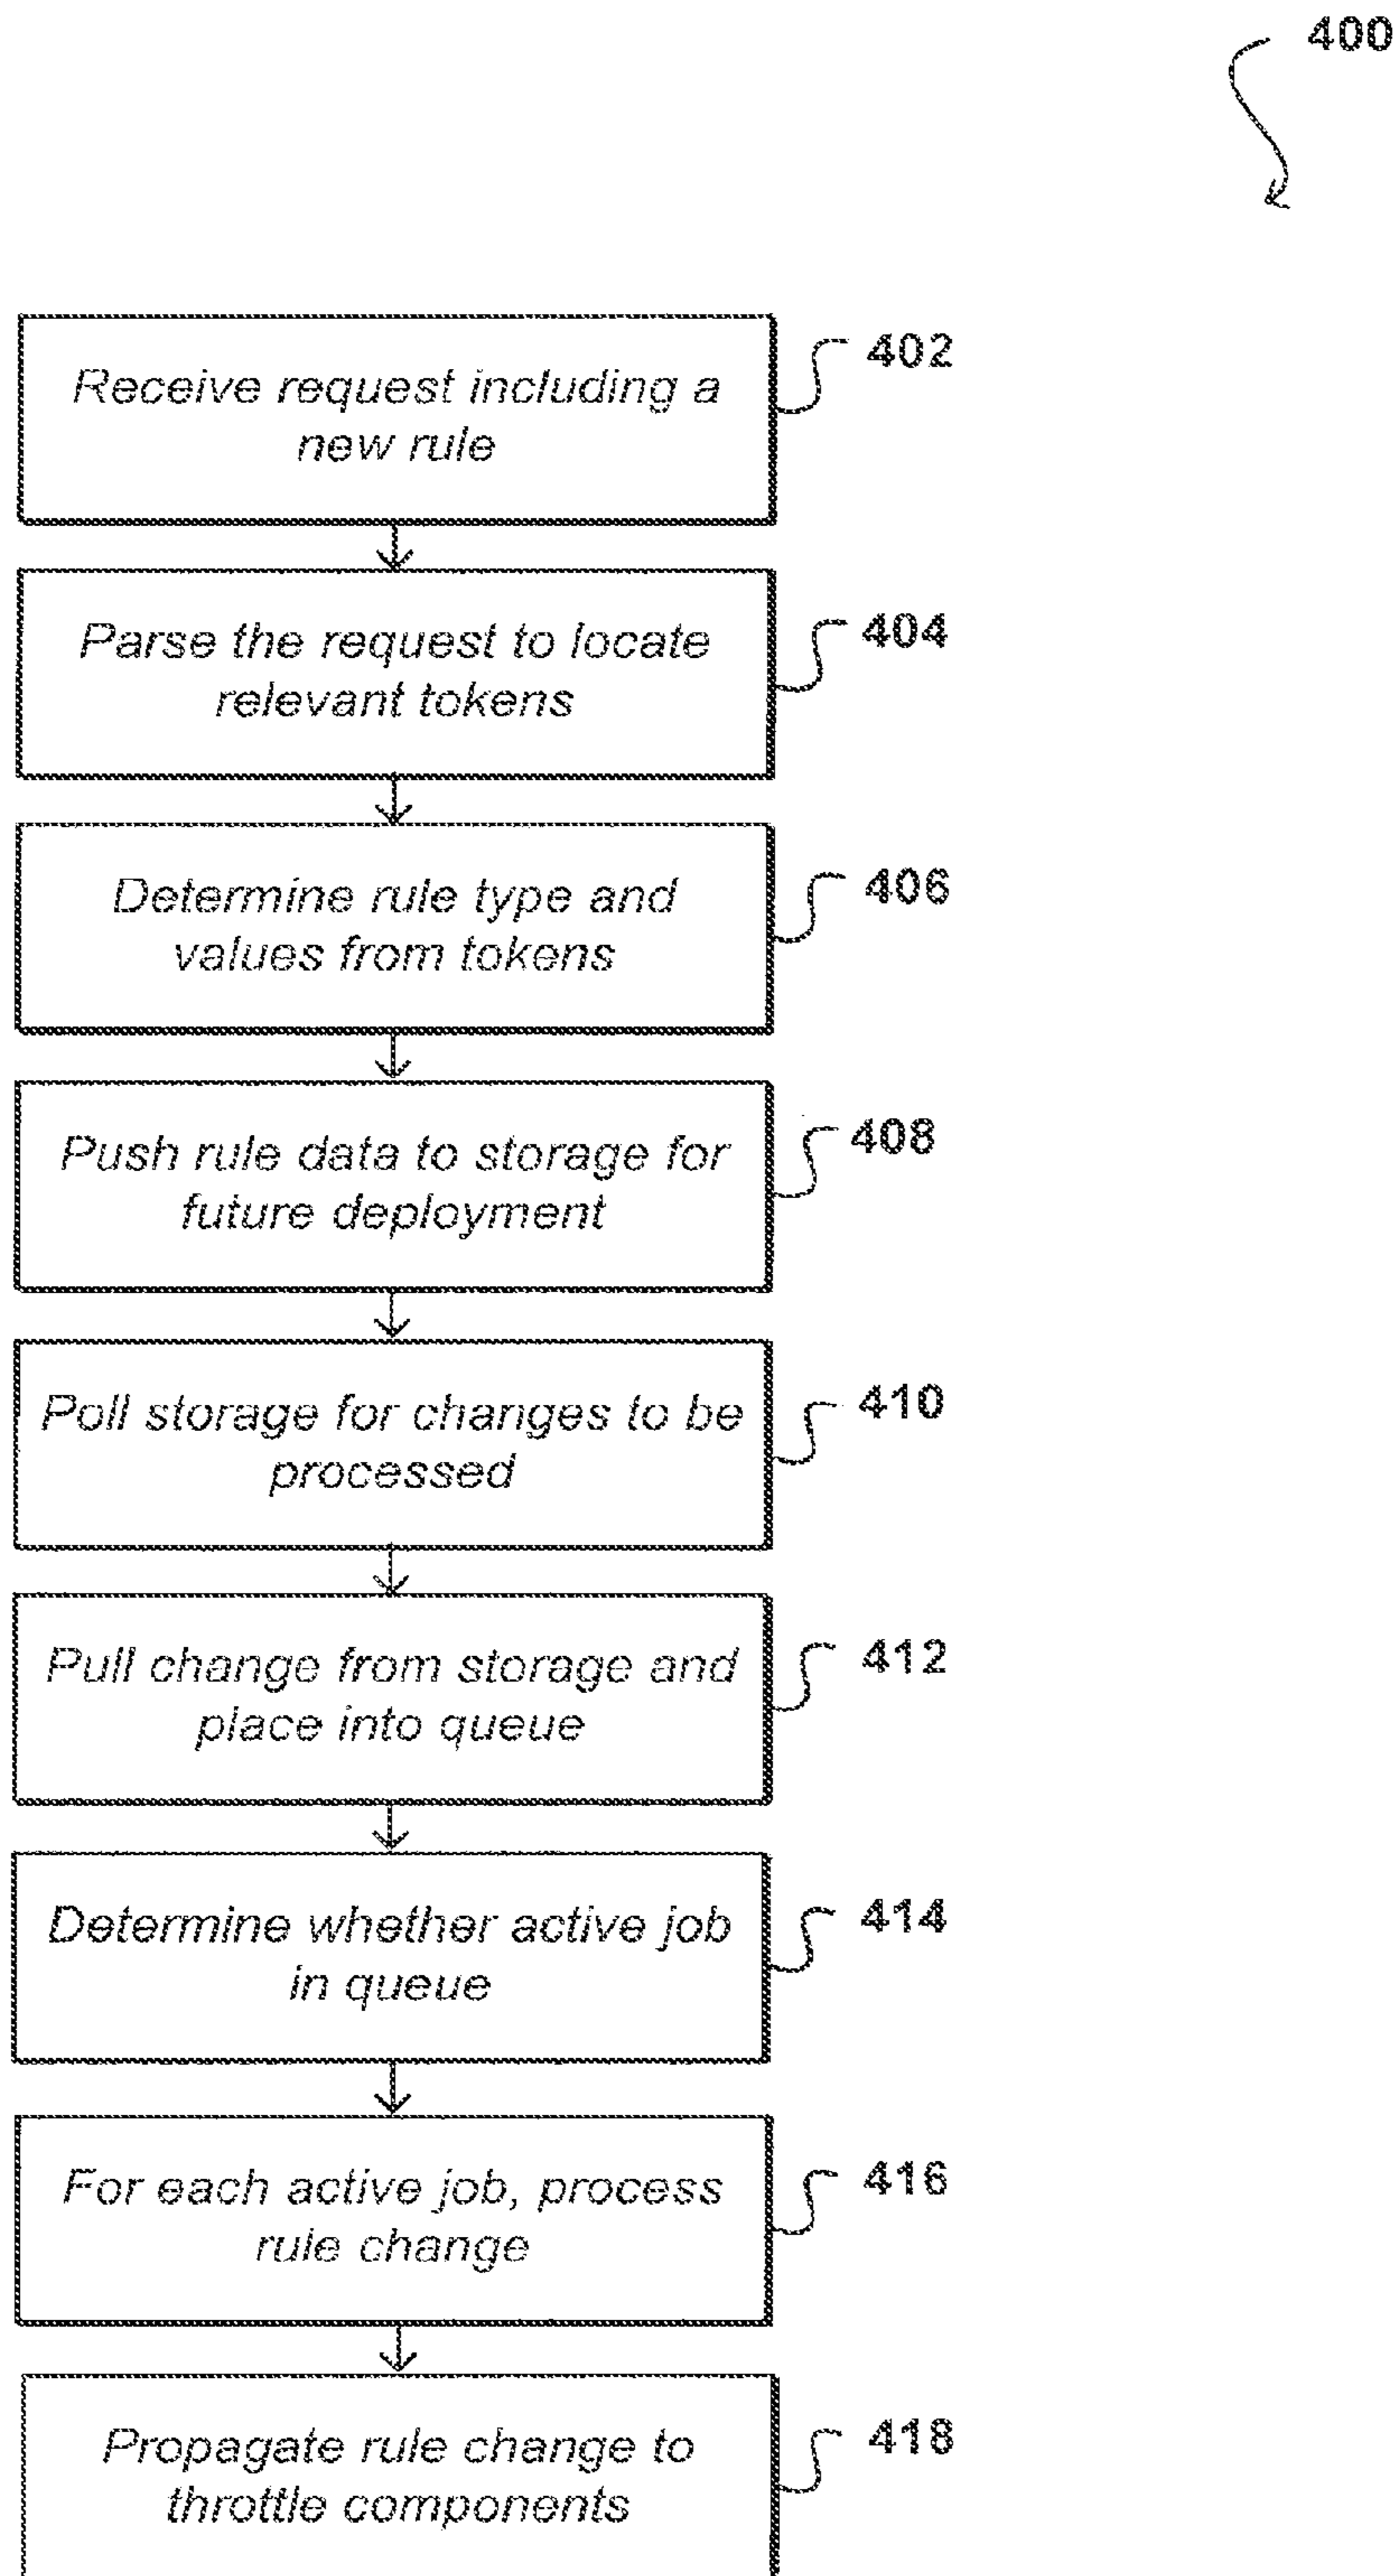 400
Receive request including a
new rule
402
Parse the request to locate
relevant tokens
404
Determine rule type and
values from tokens
406
Push rule data to storage for
future deployment
408
Poll storage for changes to be
processed
410
Pull change from storage and
place into queue
412
Determine whether active job
in queue
414
For each active job, process
rule change
416
Propagate rule change to
throttle components
418